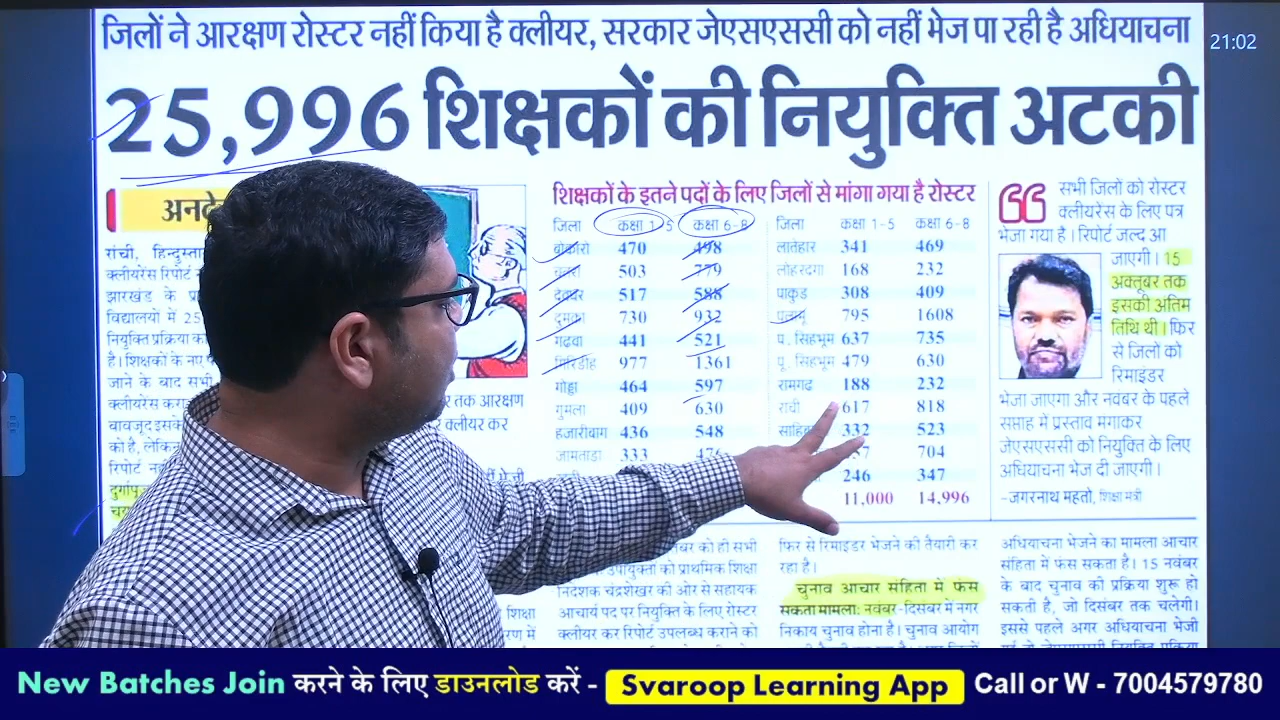 जिलों ने आरक्षण रोस्टर नहीं किया है क्लीयर, सरकार जेएसएससी को नहीं भेज पा रही है अधियाचना
21:02
25,996 शिक्षकों की नियुक्ति अटकी
रांची, हिन्दुस्ता
क्लीयरेंस रिपोर्ट
झारखंड के
विद्यालयों में 25
नियुक्ति प्रक्रिया
है। शिक्षकों के नए
जाने के बाद सभी
क्लीयरेंस
बावजूद इसके
को है, लेकि
रिपोर्ट
तक आरक्षण
क्लीयर कर
शिक्षकों के इतने पदों के लिए जिलों से मांगा गया है रोस्टर
जिला कक्षा 1-5 कक्षा 6-8
बोकारो 470 498
चतरा 503 779
देवघर 517 588
दुमका 730 932
गढ़वा 441 521
गिरिडीह 977 1361
गोड्डा 464 597
गुमला 409 630
हजारीबाग 436 548
जामताड़ा 333
जिला कक्षा 1-5 कक्षा 6-8
लातेहार 341 469
लोहरदगा 168 232
पाकुड़ 308 409
पलामू 795 1608
प. सिंहभूम 637 735
पू. सिंहभूम 479 630
रामगढ़ 188 232
रांची 617 818
332 523
704
246 347
11,000 14,996
सभी जिलों को रोस्टर
क्लीयरेंस के लिए पत्र
भेजा गया है। रिपोर्ट जल्द आ
जाएगी। 15
अक्तूबर तक
इसकी अंतिम
तिथि थी। फिर
से जिलों को
रिमाइंडर
भेजा जाएगा और नवंबर के पहले
सप्ताह में प्रस्ताव मंगाकर
जेएसएससी को नियुक्ति के लिए
अधियाचना भेज दी जाएगी।
-जगरनाथ महतो, शिक्षा मंत्री
को ही सभी
उपायुक्तों को प्राथमिक शिक्षा
निदेशक चंद्रशेखर की ओर से सहायक
आचार्य पद पर नियुक्ति के लिए रोस्टर
क्लीयर कर रिपोर्ट उपलब्ध कराने को
शिक्षा
फिर से रिमाइंडर भेजने की तैयारी कर
रहा है।
चुनाव आचार संहिता में फंस
सकता मामला: नवंबर-दिसंबर में नगर
निकाय चुनाव होना है। चुनाव आयोग
अधियाचना भेजने का मामला आचार
संहिता में फंस सकता है। 15 नवंबर
के बाद चुनाव की प्रक्रिया शुरू हो
सकती है, जो दिसंबर तक चलेगी।
इससे पहले अगर अधियाचना भेजी
New Batches Join करने के लिए डाउनलोड करें - Svaroop Learning App Call or W - 7004579780